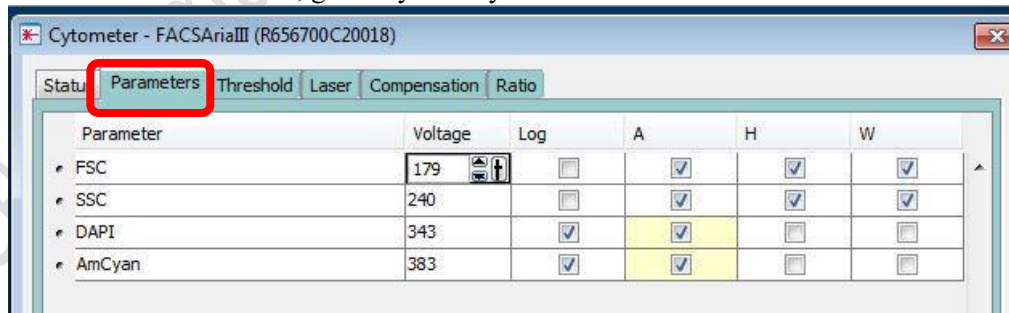 Cytometer - FACSAriaIII (R656700C20018)
Parameters Threshold Laser Compensation Ratio
Parameter Voltage Log A H W
FSC 179
SSC 240
DAPI 343
AmCyan 383